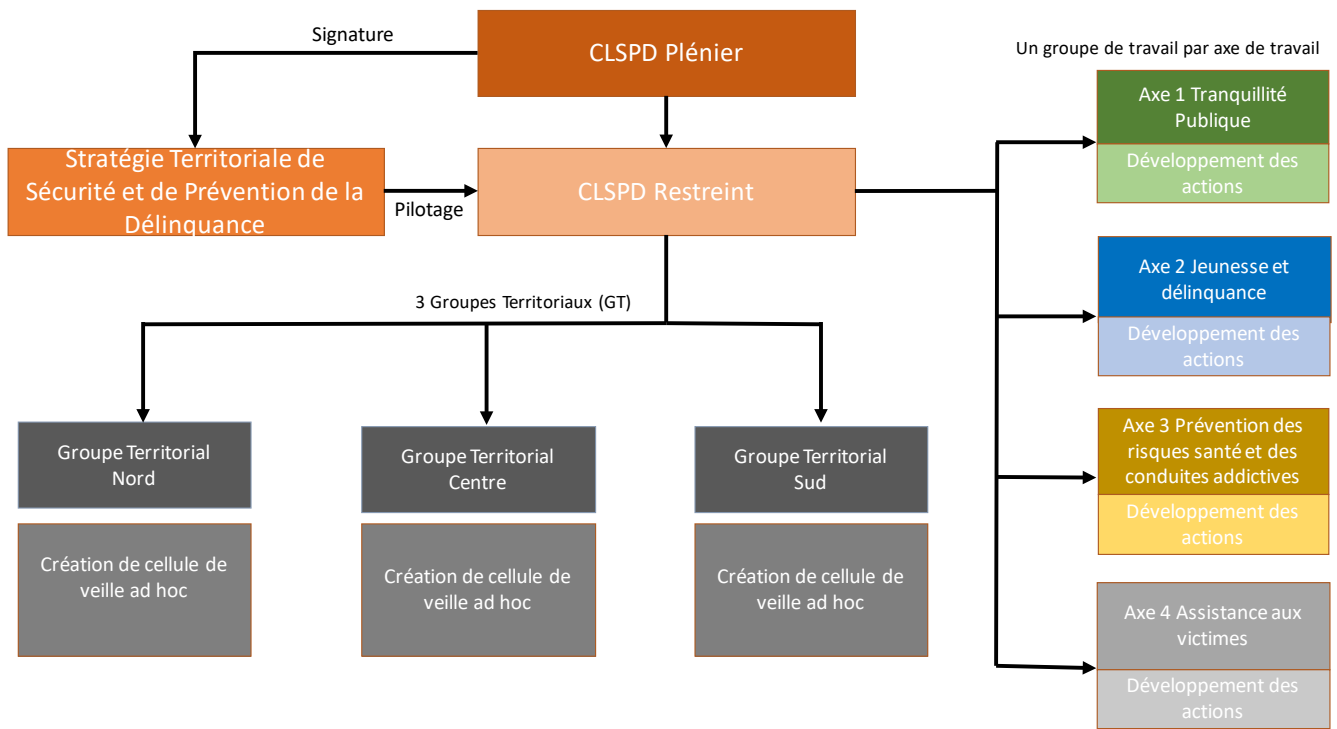 Signature
CLSPD Plénier
Un groupe de travail par axe de travail
Stratégie Territoriale de
Sécurité et de Prévention de la
Délinquance
Pilotage
CLSPD Restreint
3 Groupes Territoriaux (GT)
Groupe Territorial
Nord
Création de cellule de
veille ad hoc
Groupe Territorial
Centre
Création de cellule de
veille ad hoc
Groupe Territorial
Sud
Création de cellule de
veille ad hoc
Axe 1 Tranquillité
Publique
Développement des
actions
Axe 2 Jeunesse et
délinquance
Développement des
actions
Axe 3 Prévention des
risques santé et des
conduites addictives
Développement des
actions
Axe 4 Assistance aux
victimes
Développement des
actions